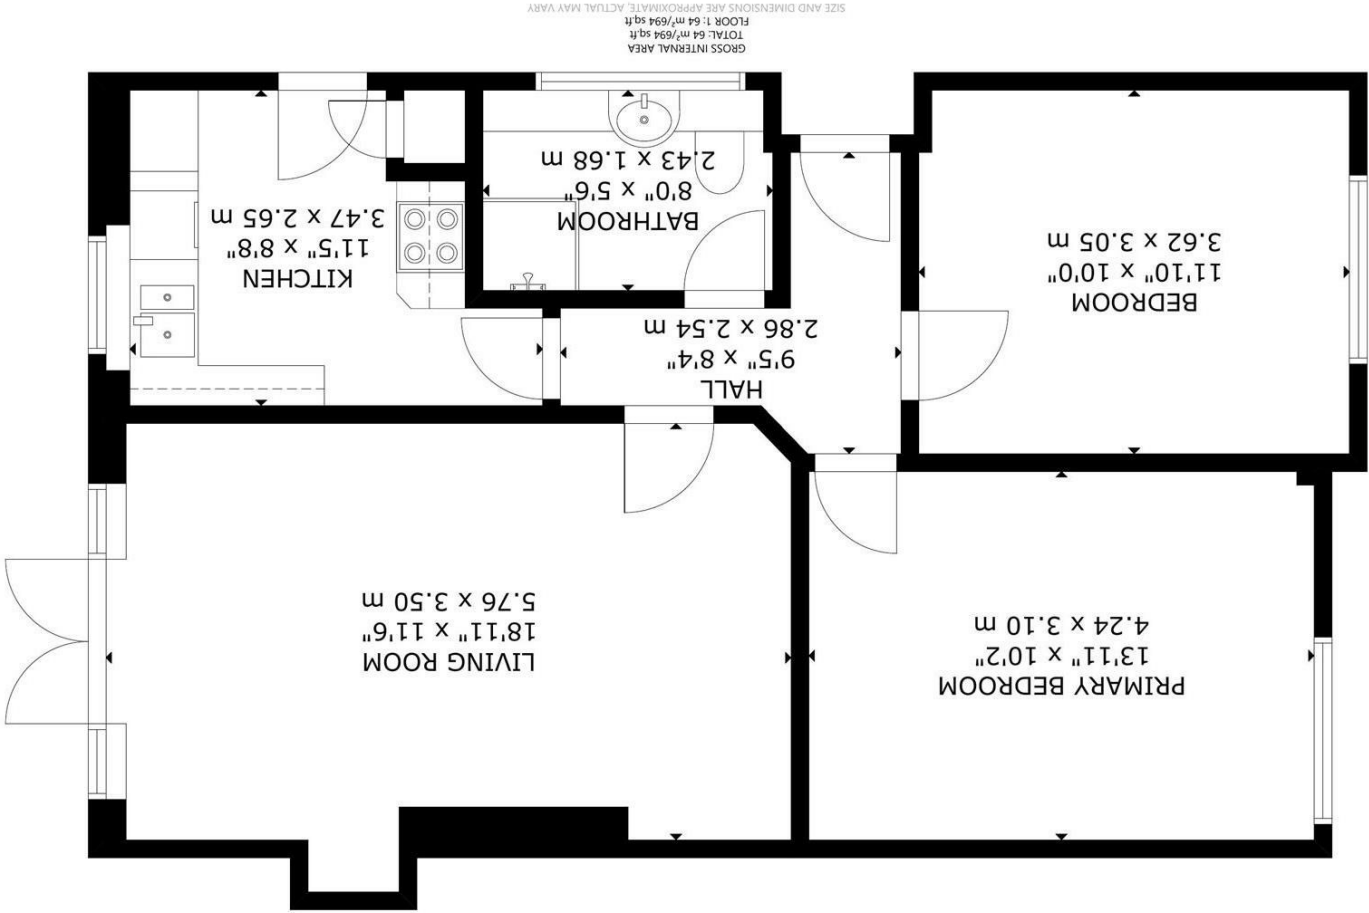 PRIMARY BEDROOM
13'11" x 10'2"
4.24 x 3.10 m
LIVING ROOM
18'11" x 11'6"
5.76 x 3.50 m
HALL
9'5" x 8'4"
2.86 x 2.54 m
BEDROOM
11'10" x 10'0"
3.62 x 3.05 m
KITCHEN
11'5" x 8'8"
3.47 x 2.65 m
BATHROOM
8'0" x 5'6"
2.43 x 1.68 m
GROSS INTERNAL AREA
TOTAL: 64 m²/694 sq.ft
FLOOR 1: 64 m²/694 sq.ft
SIZE AND DIMENSIONS ARE APPROXIMATE, ACTUAL MAY VARY